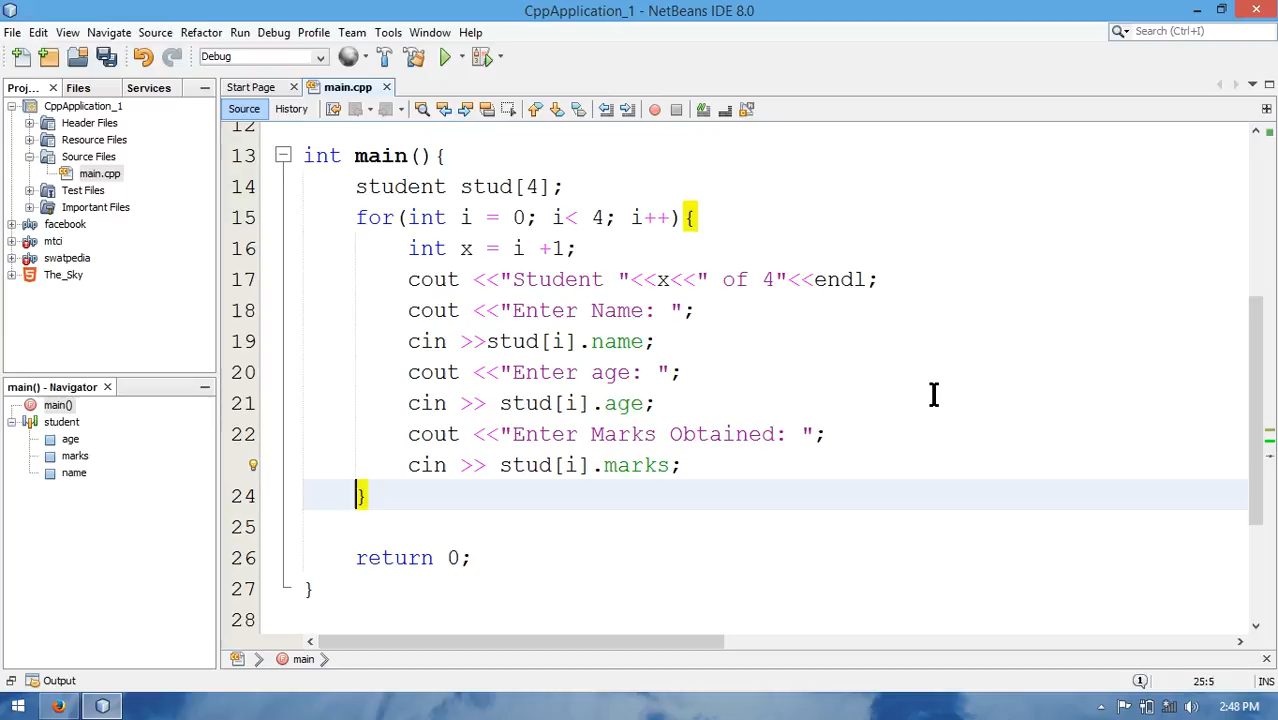 CppApplication_1 - NetBeans IDE 8.0
File Edit View Navigate Source Refactor Run Debug Profile Team Tools Window Help
Search (Ctrl+I)
Debug
Proj... Files Services
Start Page main.cpp
Source History
CppApplication_1
Header Files
Resource Files
Source Files
main.cpp
Test Files
Important Files
facebook
mtci
swatpedia
The_Sky
main() - Navigator
main()
student
age
marks
name
12
13 int main(){
14 student stud[4];
15 for(int i = 0; i< 4; i++){
16 int x = i +1;
17 cout <<"Student "<<x<<" of 4"<<endl;
18 cout <<"Enter Name: ";
19 cin >>stud[i].name;
20 cout <<"Enter age: ";
21 cin >> stud[i].age;
22 cout <<"Enter Marks Obtained: ";
cin >> stud[i].marks;
24 }
25
26 return 0;
27 }
28
main
Output
25:5 INS
2:48 PM